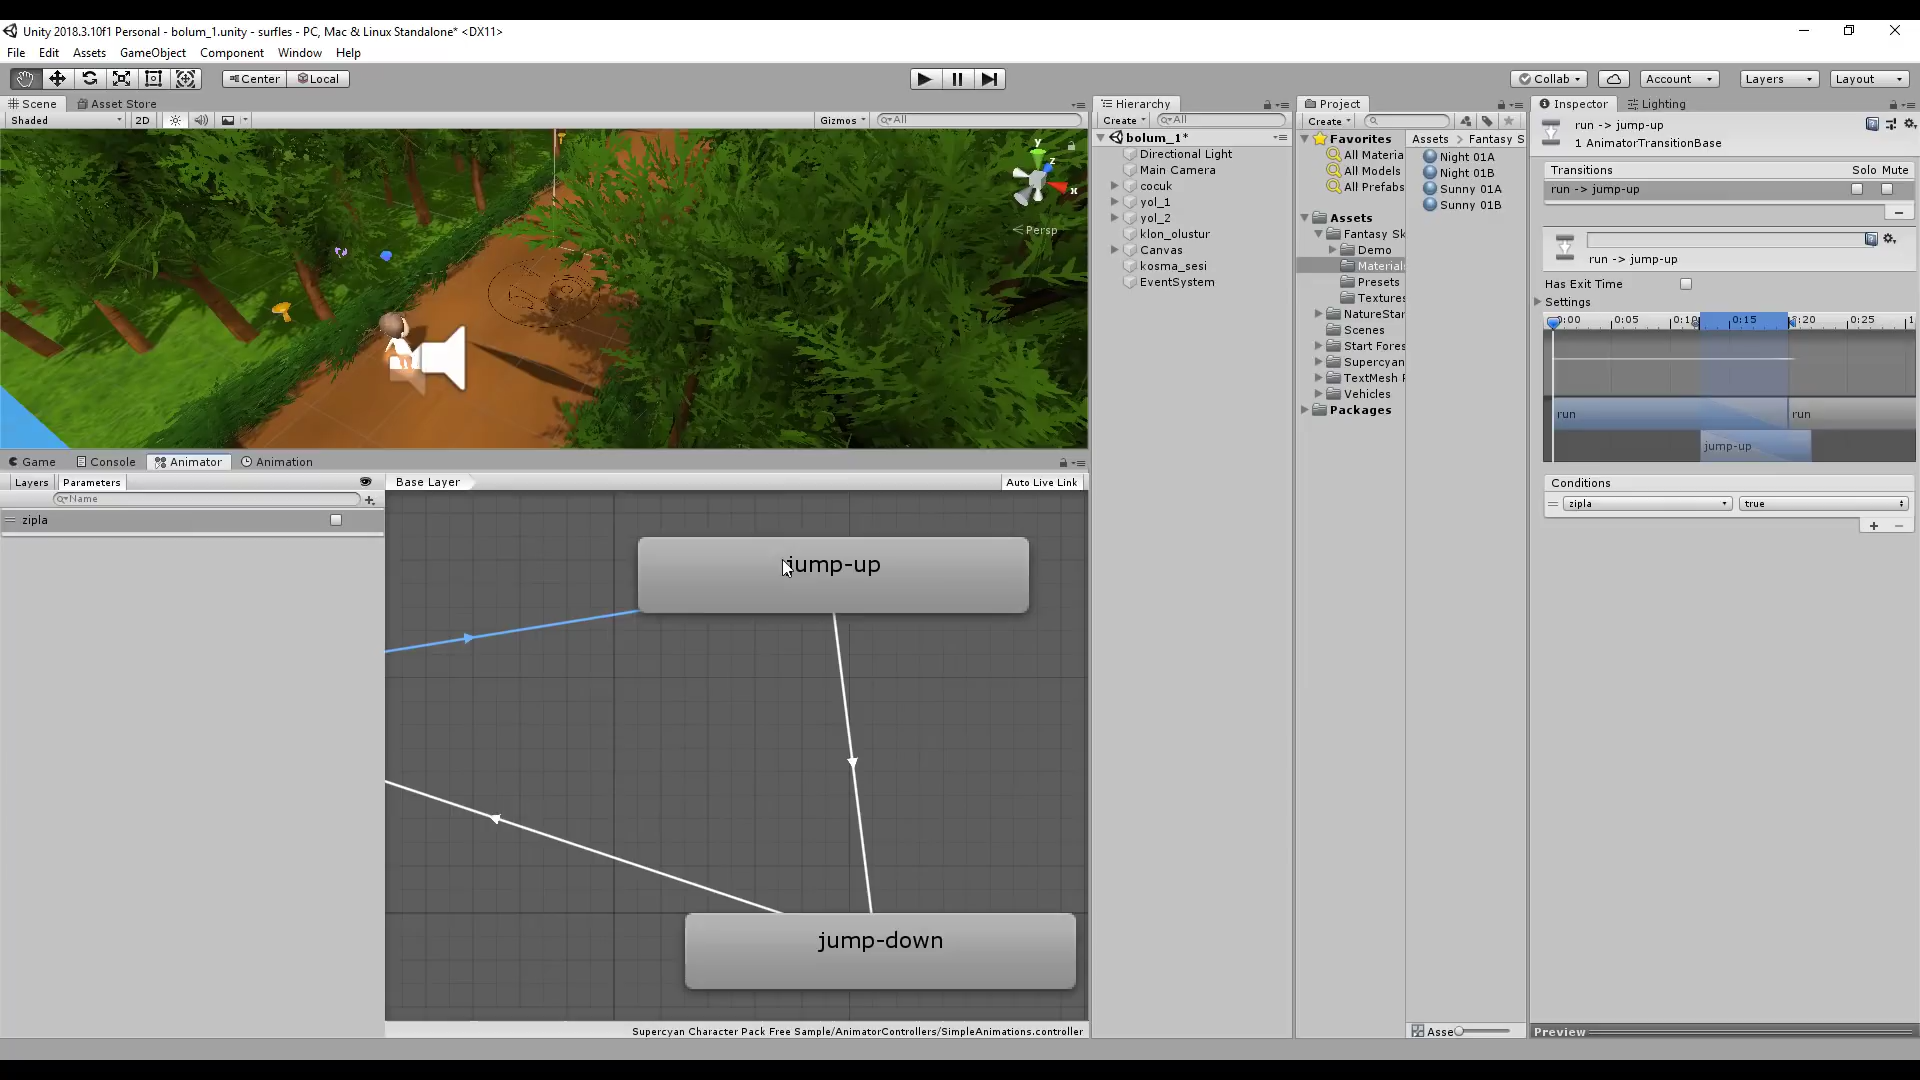 Unity 2018.3.10f1 Personal - bolum_1.unity - surfles - PC, Mac & Linux Standalone* <DX11>
File Edit Assets GameObject Component Window Help
Center Local Collab Account Layers Layout
Scene Asset Store
Shaded 2D Gizmos All
y
z
x
Persp
Game Console Animator Animation
Layers Parameters
Name
zipla
Base Layer Auto Live Link
jump-up
jump-down
Supercyan Character Pack Free Sample/AnimatorControllers/SimpleAnimations.controller
Hierarchy
Create All
bolum_1*
Directional Light
Main Camera
cocuk
yol_1
yol_2
klon_olustur
Canvas
kosma_sesi
EventSystem
Project
Create
Favorites
All Materia
All Models
All Prefabs
Assets
Fantasy Sk
Demo
Material
Presets
Textures
NatureStar
Scenes
Start Fores
Supercyan
TextMesh P
Vehicles
Packages
Assets Fantasy S
Night 01A
Night 01B
Sunny 01A
Sunny 01B
Asse
Inspector Lighting
run -> jump-up
1 AnimatorTransitionBase
Transitions Solo Mute
run -> jump-up
run -> jump-up
Has Exit Time
Settings
0:00 0:05 0:10 0:15 0:20 0:25 1
run run
jump-up
Conditions
zipla true
Preview